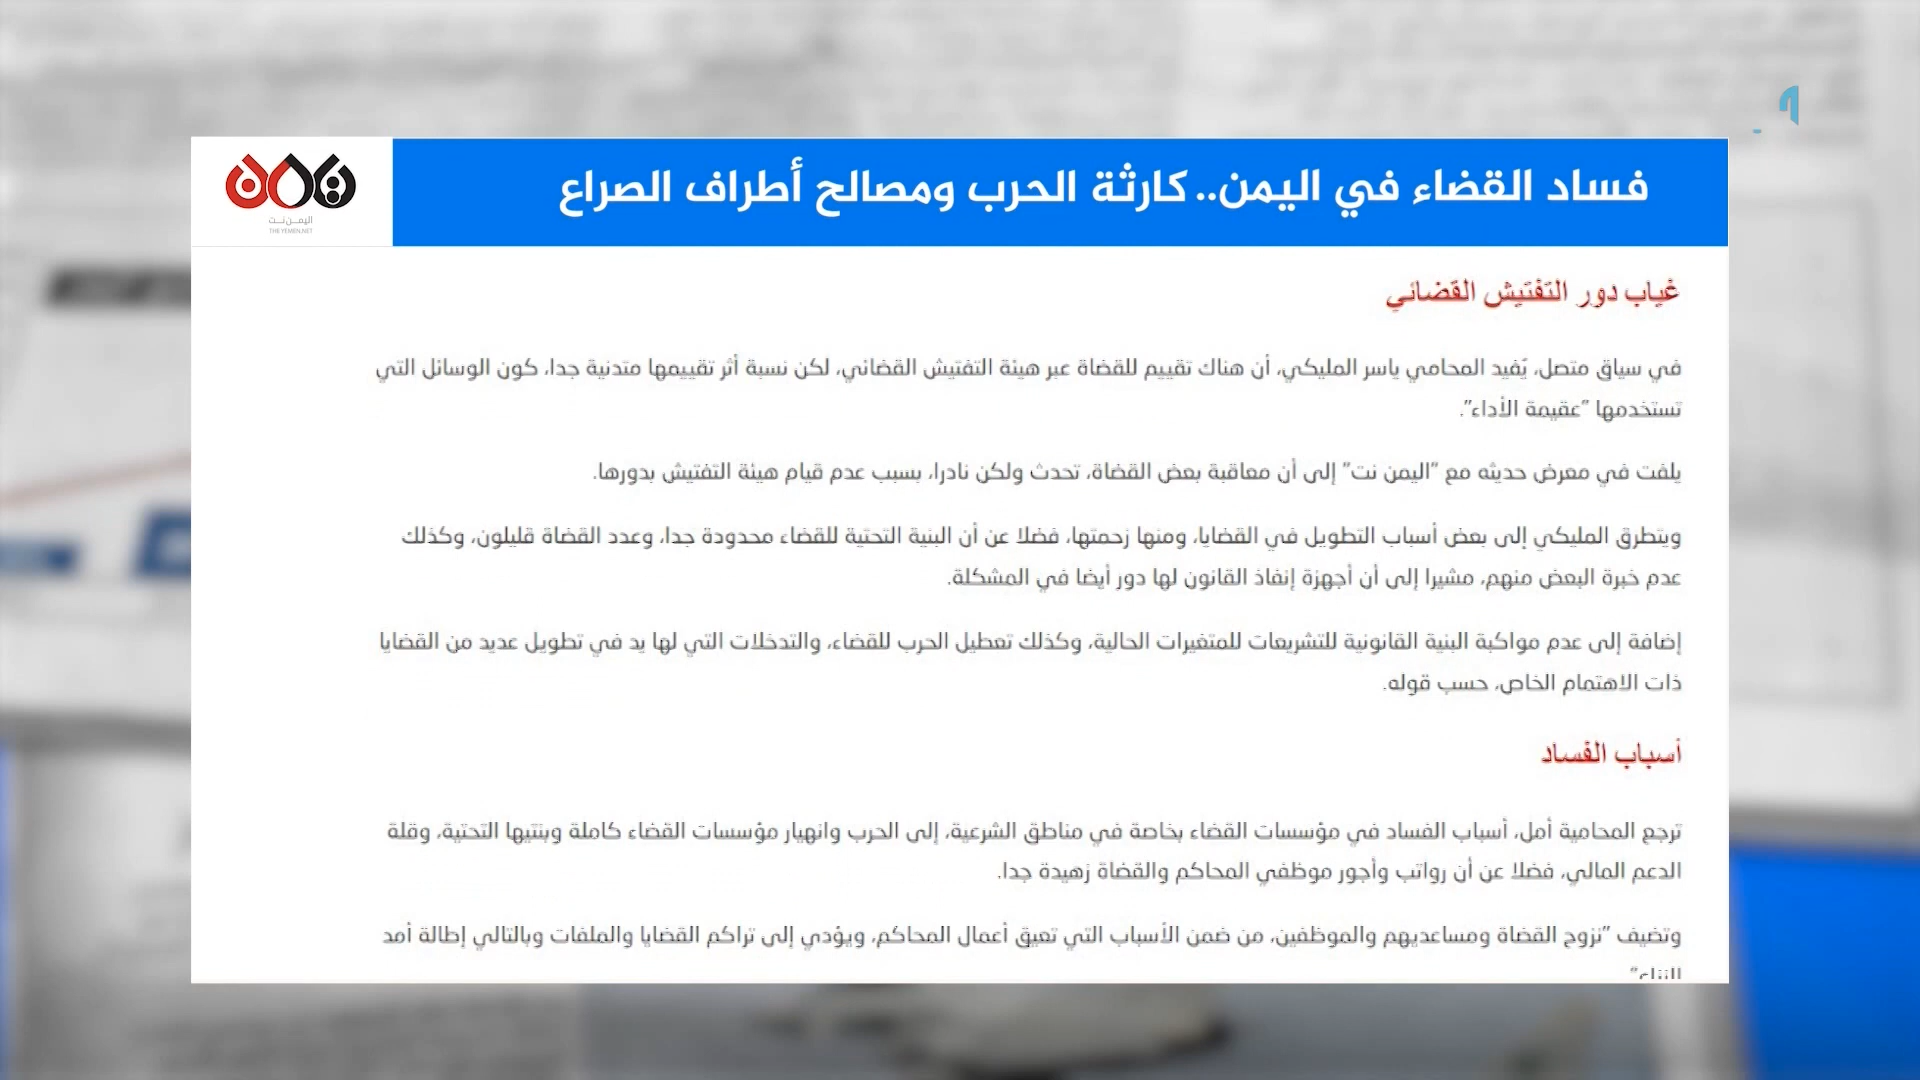 فساد القضاء في اليمن.. كارثة الحرب ومصالح أطراف الصراع
اليمـن نـت
THE YEMEN.NET
غياب دور التفتيش القضائي
في سياق متصل، يُفيد المحامي ياسر المليكي، أن هناك تقييم للقضاة عبر هيئة التفتيش القضائي، لكن نسبة أثر تقييمها متدنية جدا، كون الوسائل التي
تستخدمها "عقيمة الأداء".
يلفت في معرض حديثه مع "اليمن نت" إلى أن معاقبة بعض القضاة، تحدث ولكن نادرا، بسبب عدم قيام هيئة التفتيش بدورها.
ويتطرق المليكي إلى بعض أسباب التطويل في القضايا، ومنها زحمتها، فضلا عن أن البنية التحتية للقضاء محدودة جدا، وعدد القضاة قليلون، وكذلك
عدم خبرة البعض منهم، مشيرا إلى أن أجهزة إنفاذ القانون لها دور أيضا في المشكلة.
إضافة إلى عدم مواكبة البنية القانونية للتشريعات للمتغيرات الحالية، وكذلك تعطيل الحرب للقضاء، والتدخلات التي لها يد في تطويل عديد من القضايا
ذات الاهتمام الخاص، حسب قوله.
أسباب الفساد
ترجع المحامية أمل، أسباب الفساد في مؤسسات القضاء بخاصة في مناطق الشرعية، إلى الحرب وانهيار مؤسسات القضاء كاملة وبنتيها التحتية، وقلة
الدعم المالي، فضلا عن أن رواتب وأجور موظفي المحاكم والقضاة زهيدة جدا.
وتضيف "نزوح القضاة ومساعديهم والموظفين، من ضمن الأسباب التي تعيق أعمال المحاكم، ويؤدي إلى تراكم القضايا والملفات وبالتالي إطالة أمد